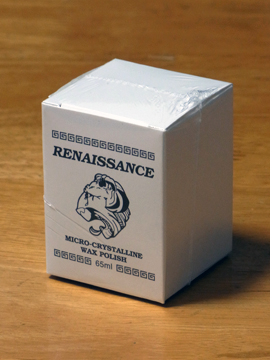 RENAISSANCE
MICRO-CRYSTALLINE
WAX POLISH
65ml